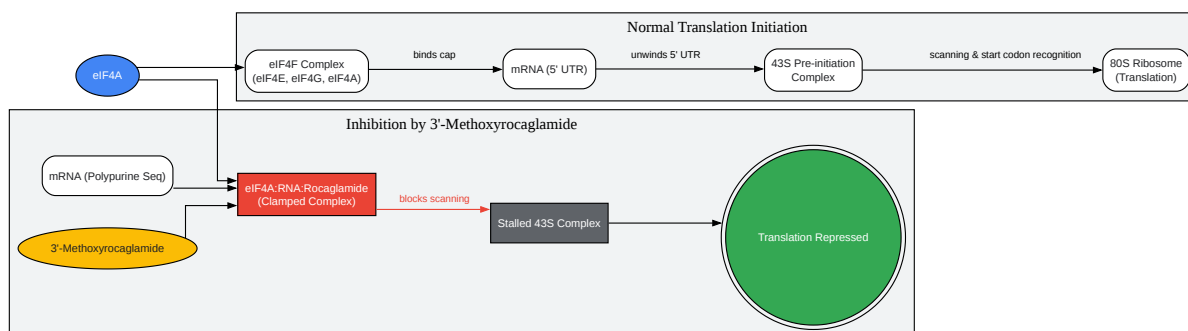 Normal Translation Initiation
eIF4A
eIF4F Complex
(eIF4E, eIF4G, eIF4A)
binds cap
mRNA (5' UTR)
unwinds 5' UTR
43S Pre-initiation
Complex
scanning & start codon recognition
80S Ribosome
(Translation)
Inhibition by 3'-Methoxyrocaglamide
mRNA (Polypurine Seq)
3'-Methoxyrocaglamide
eIF4A:RNA:Rocaglamide
(Clamped Complex)
blocks scanning
Stalled 43S Complex
Translation Repressed